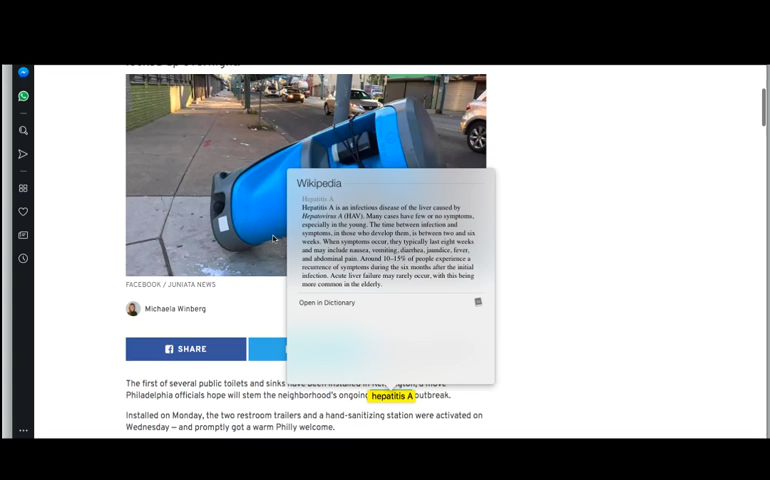 Wikipedia
Hepatitis A
Hepatitis A is an infectious disease of the liver caused by
Hepatovirus A (HAV). Many cases have few or no symptoms,
especially in the young. The time between infection and
symptoms, in those who develop them, is between two and six
weeks. When symptoms occur, they typically last eight weeks
and may include nausea, vomiting, diarrhea, jaundice, fever,
and abdominal pain. Around 10–15% of people experience a
recurrence of symptoms during the six months after the initial
infection. Acute liver failure may rarely occur, with this being
more common in the elderly.
Open in Dictionary
FACEBOOK / JUNIATA NEWS
Michaela Winberg
SHARE
The first of several public toilets and sinks have been installed in a move
Philadelphia officials hope will stem the neighborhood's ongoing hepatitis A outbreak.
Installed on Monday, the two restroom trailers and a hand-sanitizing station were activated on
Wednesday — and promptly got a warm Philly welcome.